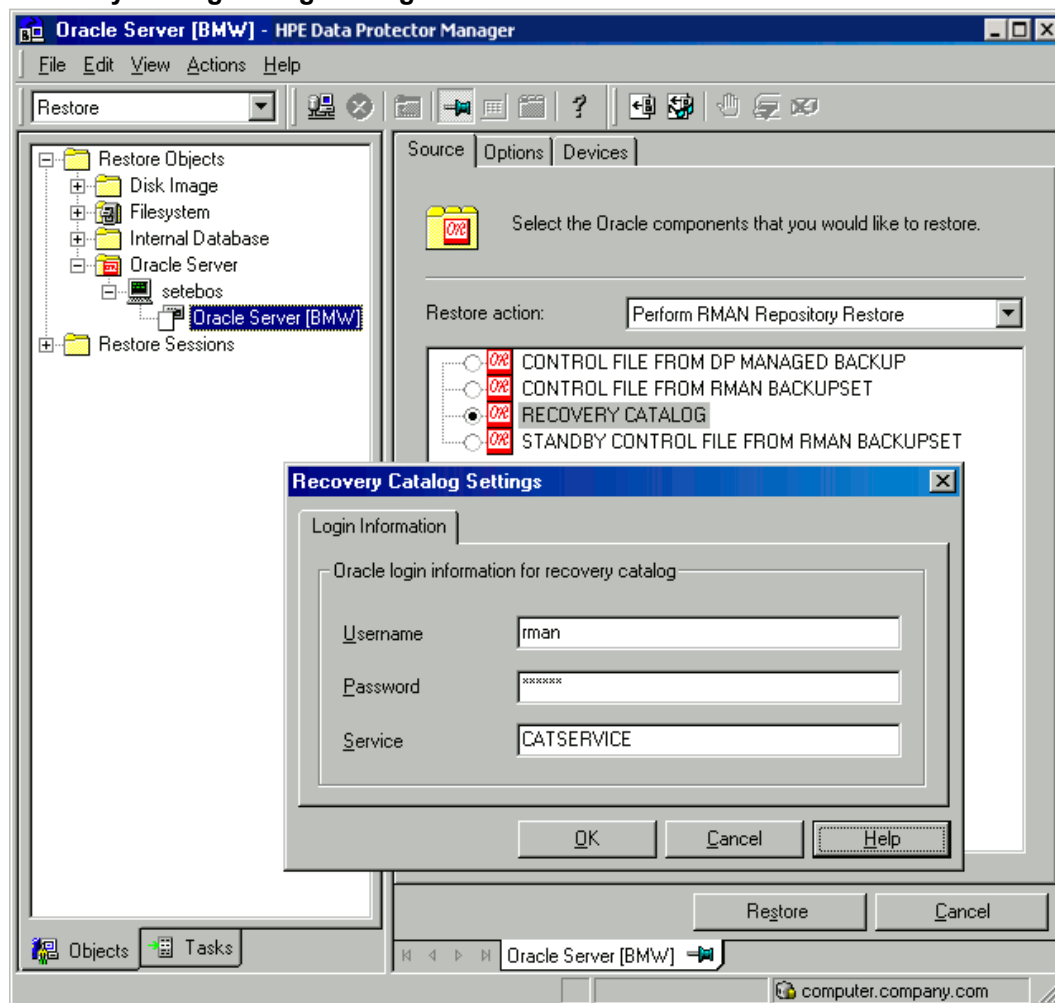 Oracle Server [BMW] - HPE Data Protector Manager
File Edit View Actions Help
Restore
Restore Objects
Disk Image
Filesystem
Internal Database
Oracle Server
setebos
Oracle Server [BMW]
Restore Sessions
Source Options Devices
Select the Oracle components that you would like to restore.
Restore action: Perform RMAN Repository Restore
CONTROL FILE FROM DP MANAGED BACKUP
CONTROL FILE FROM RMAN BACKUPSET
RECOVERY CATALOG
STANDBY CONTROL FILE FROM RMAN BACKUPSET
Recovery Catalog Settings
Login Information
Oracle login information for recovery catalog
Username rman
Password ******
Service CATSERVICE
OK Cancel Help
Restore Cancel
Objects Tasks
Oracle Server [BMW]
computer.company.com